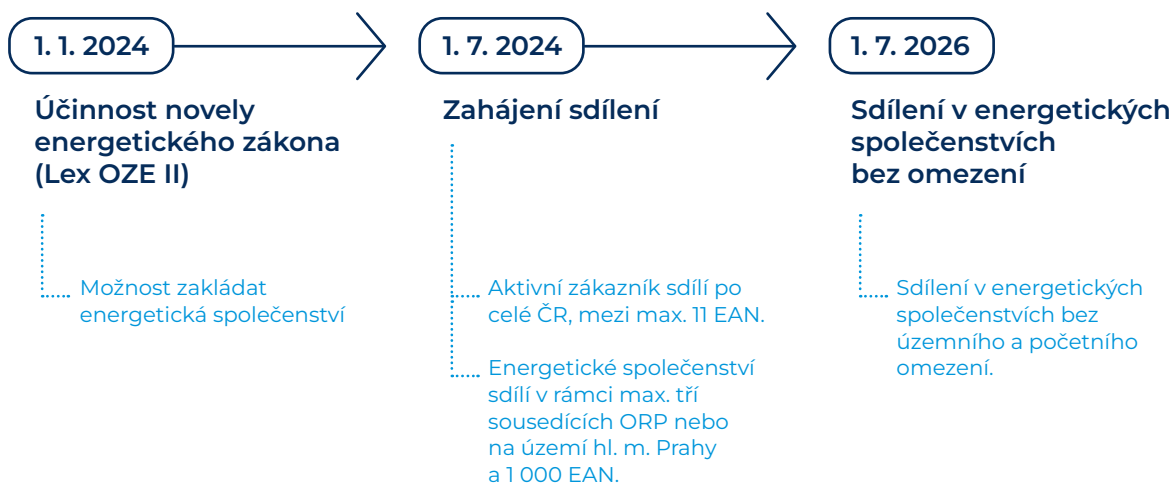 1. 1. 2024
Účinnost novely
energetického zákona
(Lex OZE II)
Možnost zakládat
energetická společenství
1. 7. 2024
Zahájení sdílení
Aktivní zákazník sdílí po
celé ČR, mezi max. 11 EAN.
Energetické společenství
sdílí v rámci max. tří
sousedících ORP nebo
na území hl. m. Prahy
a 1 000 EAN.
1. 7. 2026
Sdílení v energetických
společenstvích
bez omezení
Sdílení v energetických
společenstvích bez
územního a početního
omezení.